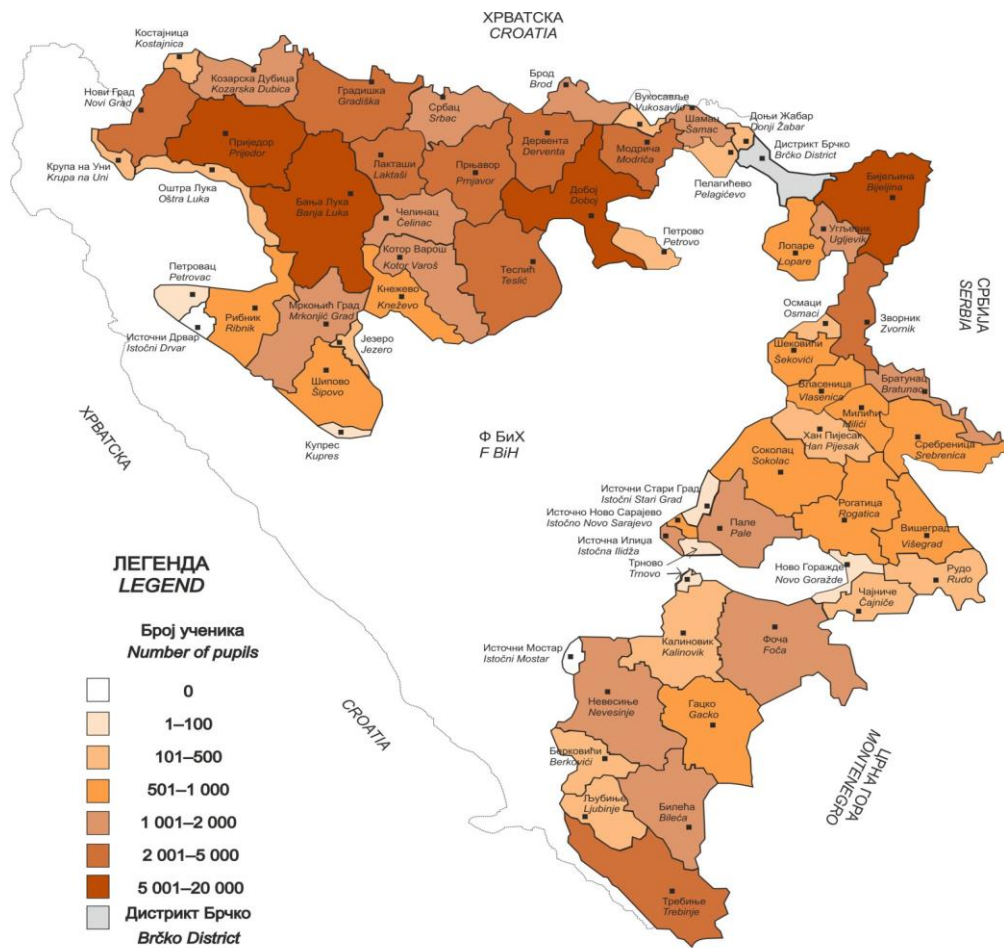 ХРВАТСКА
CROATIA
Костајница
Kostajnica
Козарска Дубица
Kozarska Dubica
Градишка
Gradiška
Србац
Srbac
Брод
Brod
Вукосавље
Vukosavlje
Шамац
Šamac
Доњи Жабар
Donji Žabar
Дистрикт Брчко
Brčko District
Нови Град
Novi Grad
Приједор
Prijedor
Лакташи
Laktaši
Прњавор
Prnjavor
Дервента
Derventa
Модрича
Modriča
Пелагићево
Pelagićevo
Бијељина
Bijeljina
Крупа на Уни
Krupa na Uni
Оштра Лука
Oštra Luka
Бања Лука
Banja Luka
Челинац
Čelinac
Добој
Doboj
Петрово
Petrovo
Лопаре
Lopare
Угљевик
Ugljevik
Котор Варош
Kotor Varoš
Теслић
Teslić
Кнежево
Kneževo
Петровац
Petrovac
Рибник
Ribnik
Мркоњић Град
Mrkonjić Grad
Источни Дрвар
Istočni Drvar
Језеро
Jezero
Шипово
Šipovo
Купрес
Kupres
СРБИЈА
SERBIA
Осмаци
Osmaci
Зворник
Zvornik
Шековићи
Šekovići
Власеница
Vlasenica
Братунац
Bratunac
Милићи
Milići
Хан Пијесак
Han Pijesak
Сребреница
Srebrenica
Соколац
Sokolac
Ф БиХ
F BiH
ХРВАТСКА
CROATIA
Источни Стари Град
Istočni Stari Grad
Источно Ново Сарајево
Istočno Novo Sarajevo
Источна Илиџа
Istočna Ilidža
Пале
Pale
Рогатица
Rogatica
Вишеград
Višegrad
Трново
Trnovo
Ново Горажде
Novo Goražde
Рудо
Rudo
Чајниче
Čajniče
Калиновик
Kalinovik
Фоча
Foča
Источни Мостар
Istočni Mostar
Невесиње
Nevesinje
Гацко
Gacko
Берковићи
Berkovići
Љубиње
Ljubinje
Билећа
Bileća
Требиње
Trebinje
ЦРНА ГОРА
MONTENEGRO
ЛЕГЕНДА
LEGEND
Број ученика
Number of pupils
0
1–100
101–500
501–1 000
1 001–2 000
2 001–5 000
5 001–20 000
Дистрикт Брчко
Brčko District